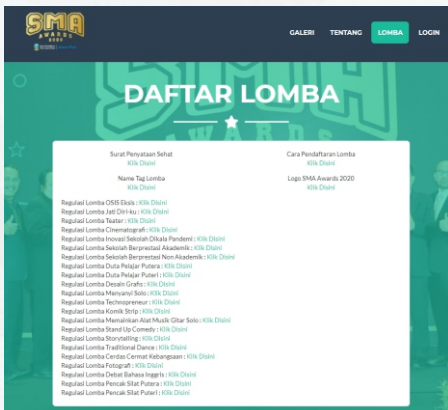 SMA
AWARDS
2020
GALERI TENTANG LOMBA LOGIN
DAFTAR LOMBA
Surat Penyataan Sehat
Klik Disini
Cara Pendaftaran Lomba
Klik Disini
Name Tag Lomba
Klik Disini
Logo SMA Awards 2020
Klik Disini
Regulasi Lomba OSIS Eksis : Klik Disini
Regulasi Lomba Jati Diri-ku : Klik Disini
Regulasi Lomba Teater : Klik Disini
Regulasi Lomba Cinematografi : Klik Disini
Regulasi Lomba Inovasi Sekolah Dikala Pandemi : Klik Disini
Regulasi Lomba Sekolah Berprestasi Akademik : Klik Disini
Regulasi Lomba Sekolah Berprestasi Non Akademik : Klik Disini
Regulasi Lomba Duta Pelajar Putera : Klik Disini
Regulasi Lomba Duta Pelajar Puteri : Klik Disini
Regulasi Lomba Desain Grafis : Klik Disini
Regulasi Lomba Menyanyi Solo : Klik Disini
Regulasi Lomba Technopreneur : Klik Disini
Regulasi Lomba Komik Strip : Klik Disini
Regulasi Lomba Memainkan Alat Musik Gitar Solo : Klik Disini
Regulasi Lomba Stand Up Comedy : Klik Disini
Regulasi Lomba Storytelling : Klik Disini
Regulasi Lomba Traditional Dance : Klik Disini
Regulasi Lomba Cerdas Cermat Kebangsaan : Klik Disini
Regulasi Lomba Fotografi : Klik Disini
Regulasi Lomba Debat Bahasa Inggris : Klik Disini
Regulasi Lomba Pencak Silat Putera : Klik Disini
Regulasi Lomba Pencak Silat Puteri : Klik Disini